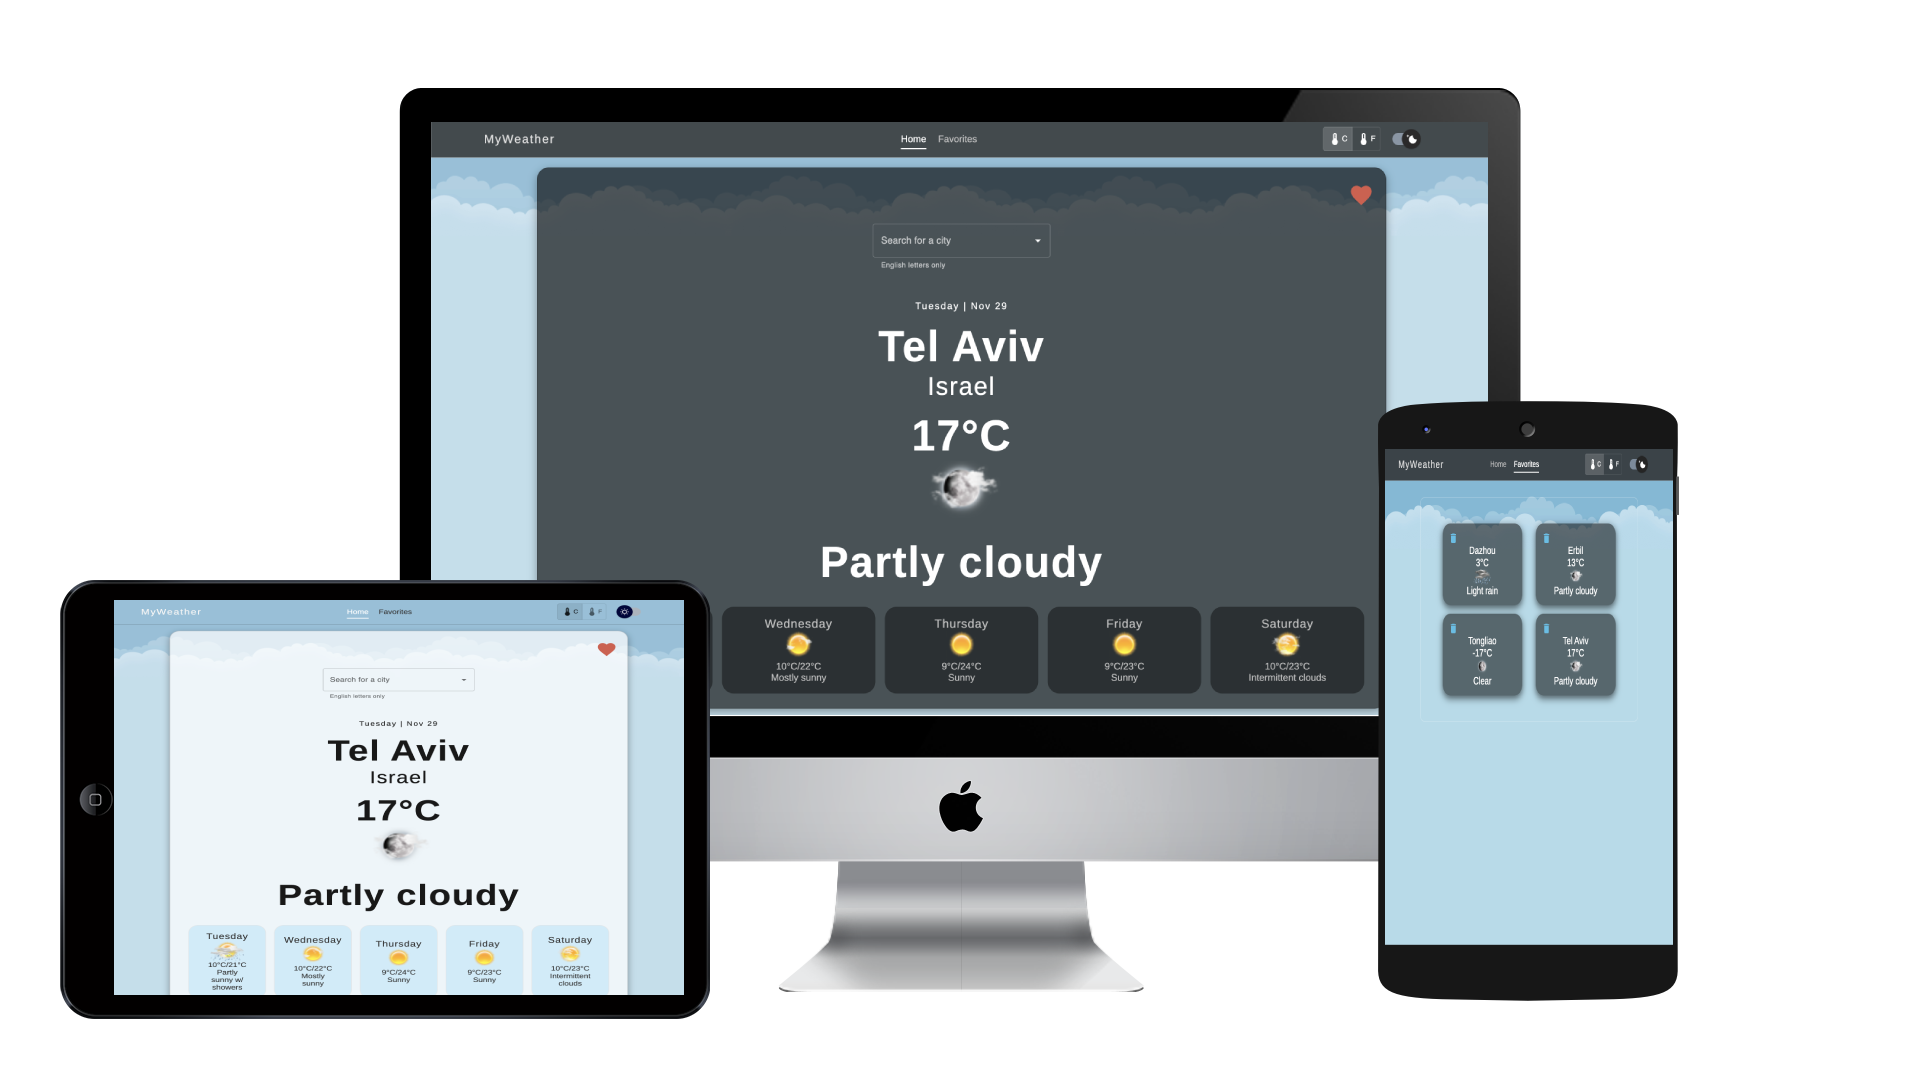 MyWeather
Home Favorites
C F
Search for a city
English letters only
Tuesday | Nov 29
Tel Aviv
Israel
17°C
Partly cloudy
Wednesday
10°C/22°C
Mostly sunny
Thursday
9°C/24°C
Sunny
Friday
9°C/23°C
Sunny
Saturday
10°C/23°C
Intermittent clouds
MyWeather
Home Favorites
C F
Search for a city
English letters only
Tuesday | Nov 29
Tel Aviv
Israel
17°C
Partly cloudy
Tuesday
10°C/21°C
Partly
sunny w/
showers
Wednesday
10°C/22°C
Mostly
sunny
Thursday
9°C/24°C
Sunny
Friday
9°C/23°C
Sunny
Saturday
10°C/23°C
Intermittent
clouds
MyWeather
Home Favorites
C F
Dazhou
3°C
Light rain
Erbil
13°C
Partly cloudy
Tongliao
-17°C
Clear
Tel Aviv
17°C
Partly cloudy